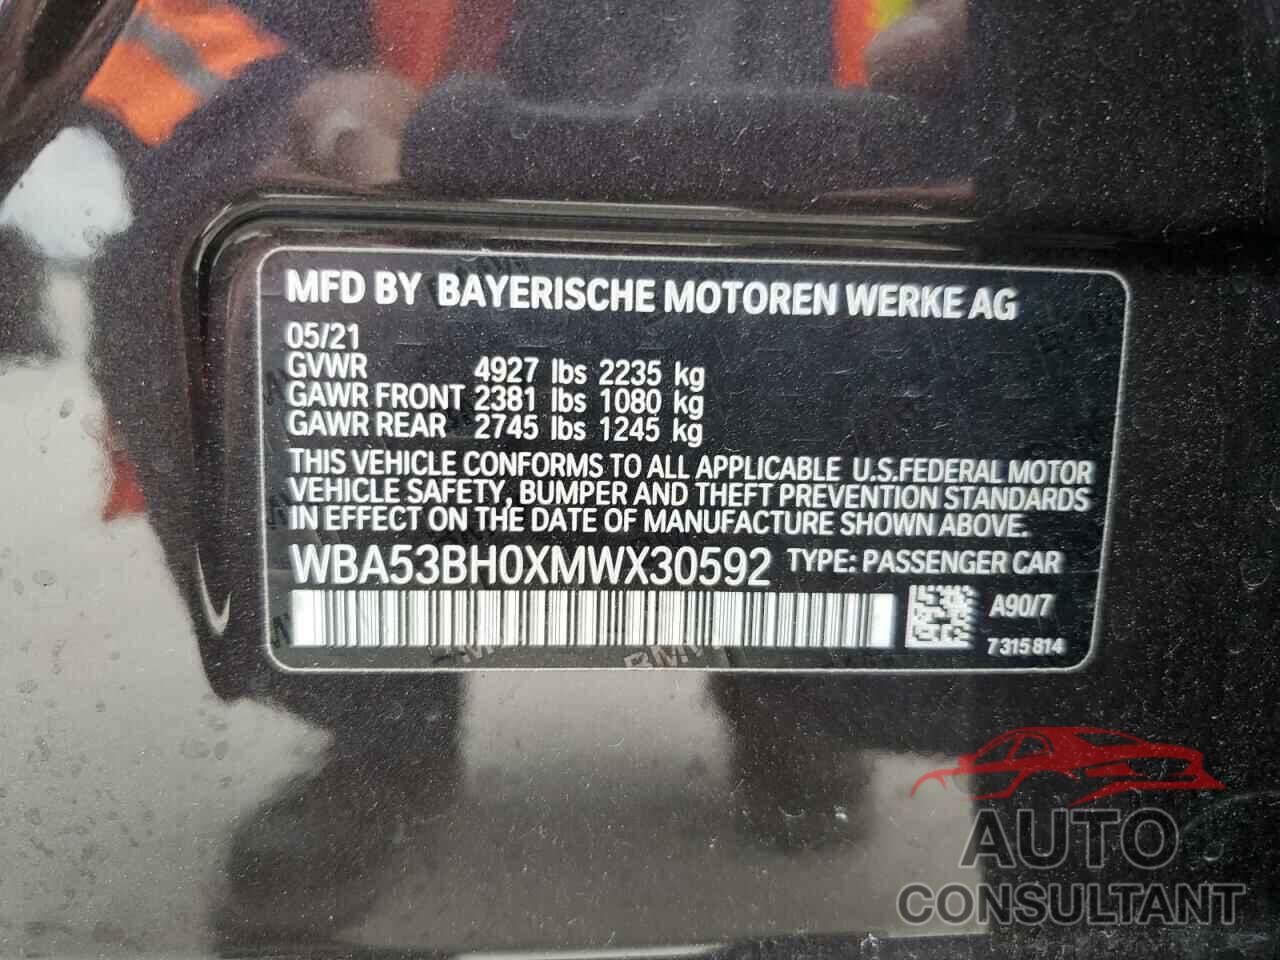 MFD BY BAYERISCHE MOTOREN WERKE AG
05/21
GVWR 4927 lbs 2235 kg
GAWR FRONT 2381 lbs 1080 kg
GAWR REAR 2745 lbs 1245 kg
THIS VEHICLE CONFORMS TO ALL APPLICABLE U.S.FEDERAL MOTOR
VEHICLE SAFETY, BUMPER AND THEFT PREVENTION STANDARDS
IN EFFECT ON THE DATE OF MANUFACTURE SHOWN ABOVE.
WBA53BH0XMWX30592 TYPE: PASSENGER CAR
A90/7
7315814
BMW
AUTO
CONSULTANT